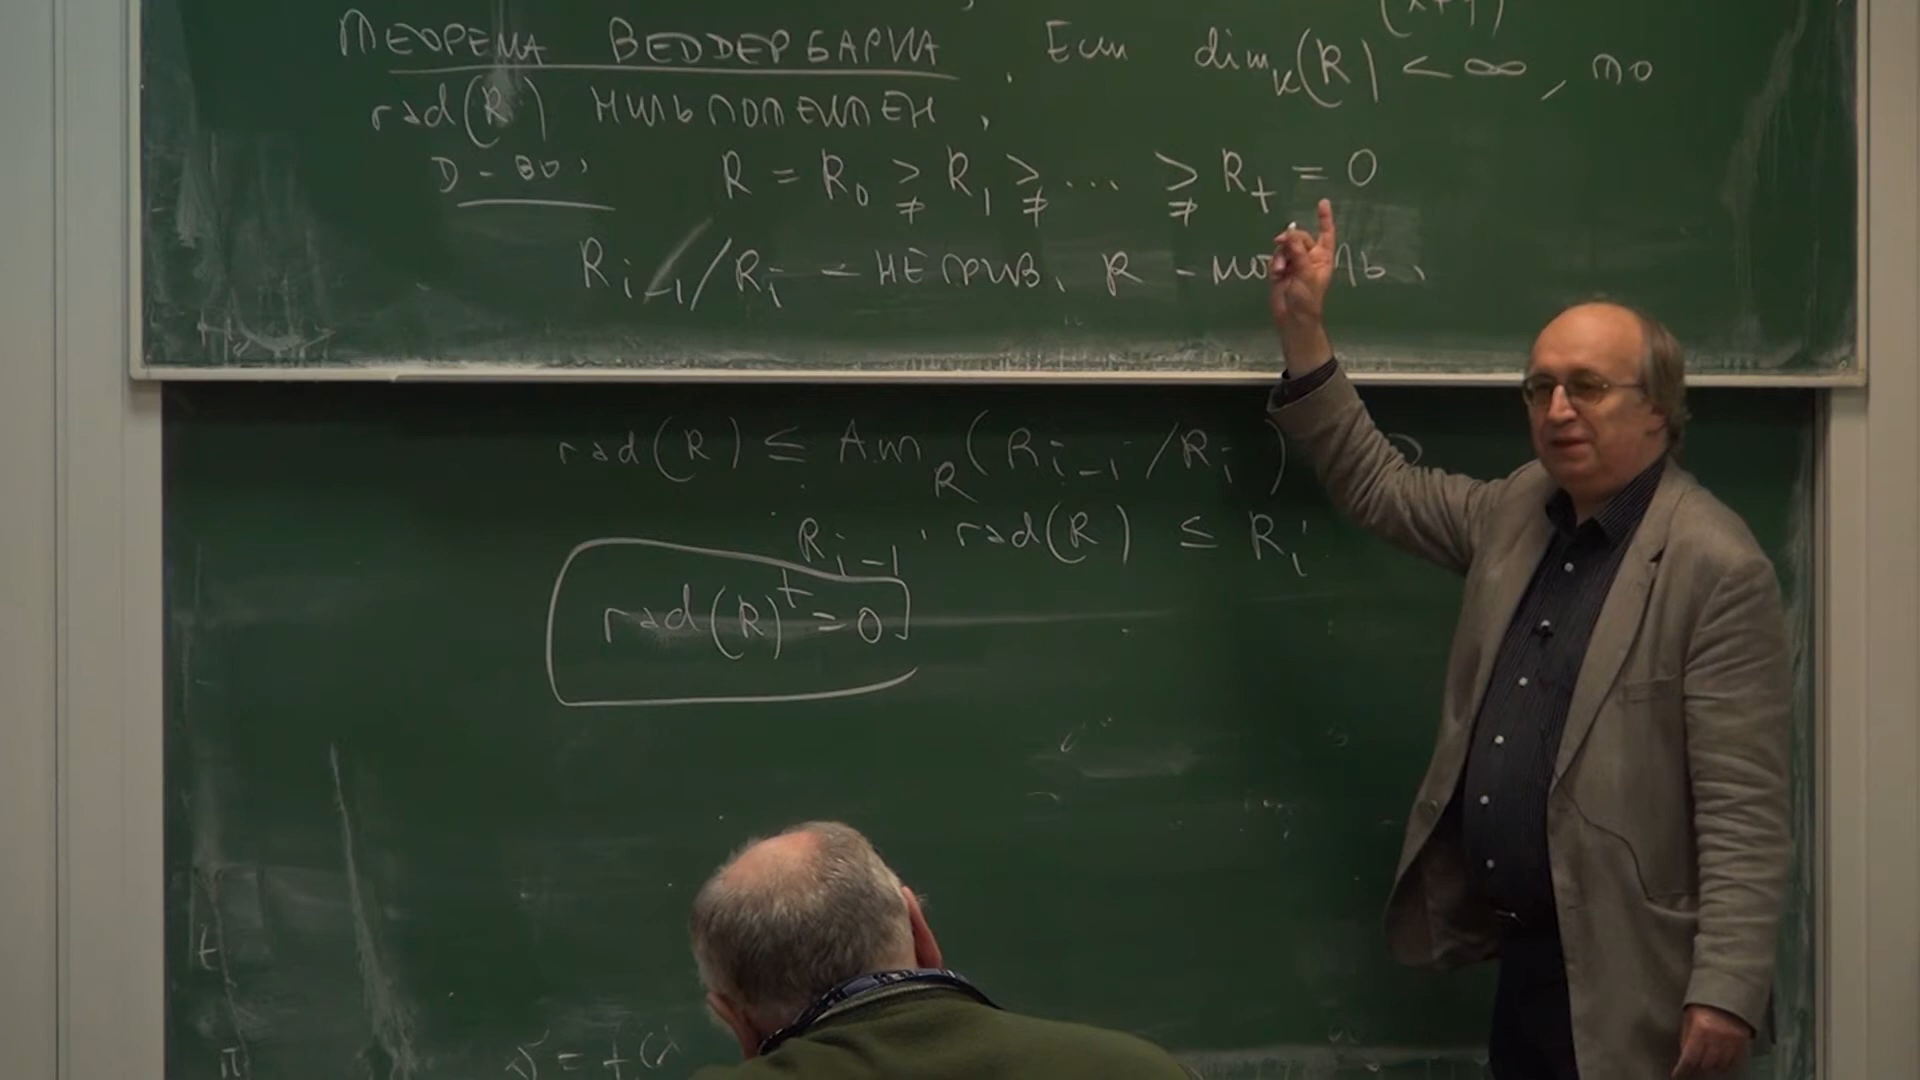 (x+y)
ТЕОРЕМА ВЕДДЕРБАРНА. Если dim_K(R) < ∞, то
rad(R) НИЛЬПОТЕНТЕН.
Д-ВО. R = R_0 ≩ R_1 ≩ ... ≩ R_t = 0
R_{i-1}/R_i - НЕПРИВ. R -
rad(R) ≤ Ann_R(R_{i-1}/R_i)
R_{i-1} · rad(R) ≤ R_i
rad(R)^t = 0